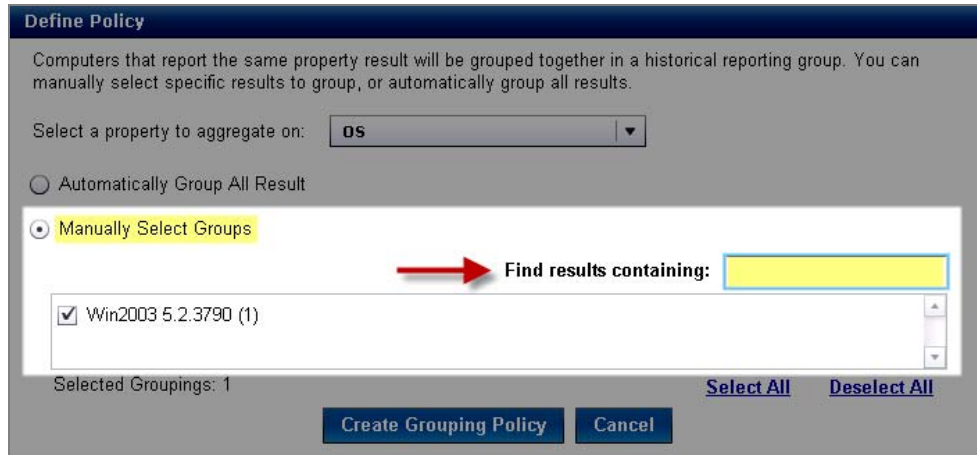 Define Policy
Computers that report the same property result will be grouped together in a historical reporting group. You can
manually select specific results to group, or automatically group all results.
Select a property to aggregate on: OS
Automatically Group All Result
Manually Select Groups
Find results containing:
Win2003 5.2.3790 (1)
Selected Groupings: 1 Select All Deselect All
Create Grouping Policy Cancel